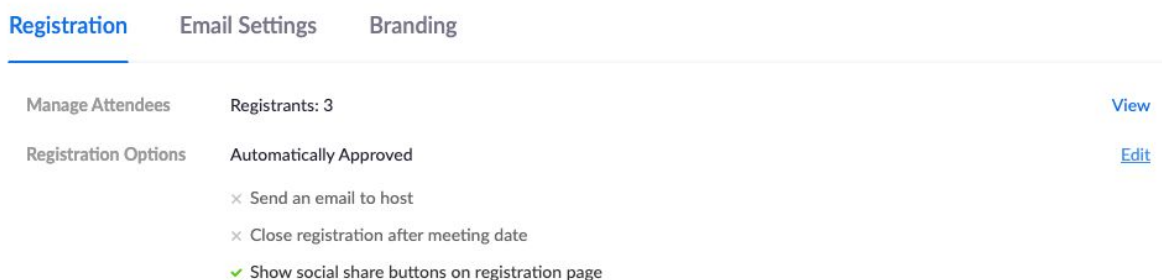 Registration Email Settings Branding
Manage Attendees Registrants: 3 View
Registration Options Automatically Approved Edit
× Send an email to host
× Close registration after meeting date
✓ Show social share buttons on registration page